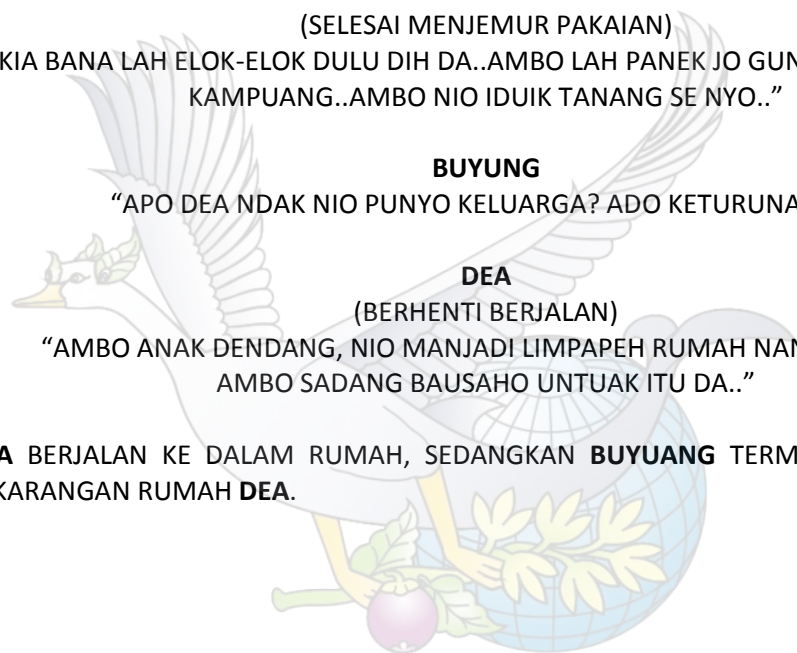 (SELESAI MENJEMUR PAKAIAN)
KIA BANA LAH ELOK-ELOK DULU DIH DA..AMBO LAH PANEK JO GUN
KAMPUANG..AMBO NIO IDUIK TANANG SE NYO..”
BUYUNG
“APO DEA NDAK NIO PUNYO KELUARGA? ADO KETURUNA
DEA
(BERHENTI BERJALAN)
“AMBO ANAK DENDANG, NIO MANJADI LIMPAPEH RUMAH NAN
AMBO SADANG BAUSAHO UNTUAK ITU DA..”
A BERJALAN KE DALAM RUMAH, SEDANGKAN BUYUANG TERM
KARANGAN RUMAH DEA.